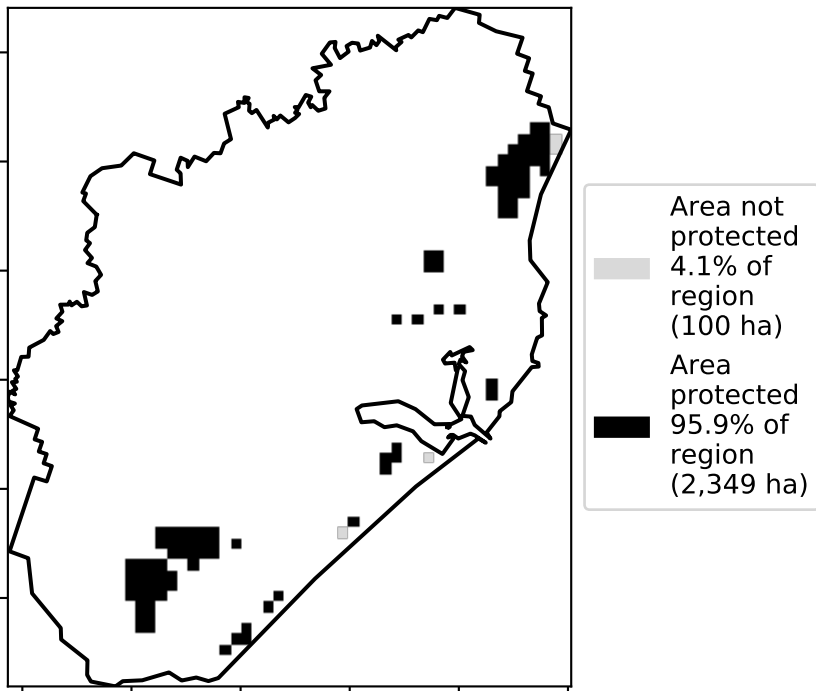 Area not
protected
4.1% of
region
(100 ha)
Area
protected
95.9% of
region
(2,349 ha)